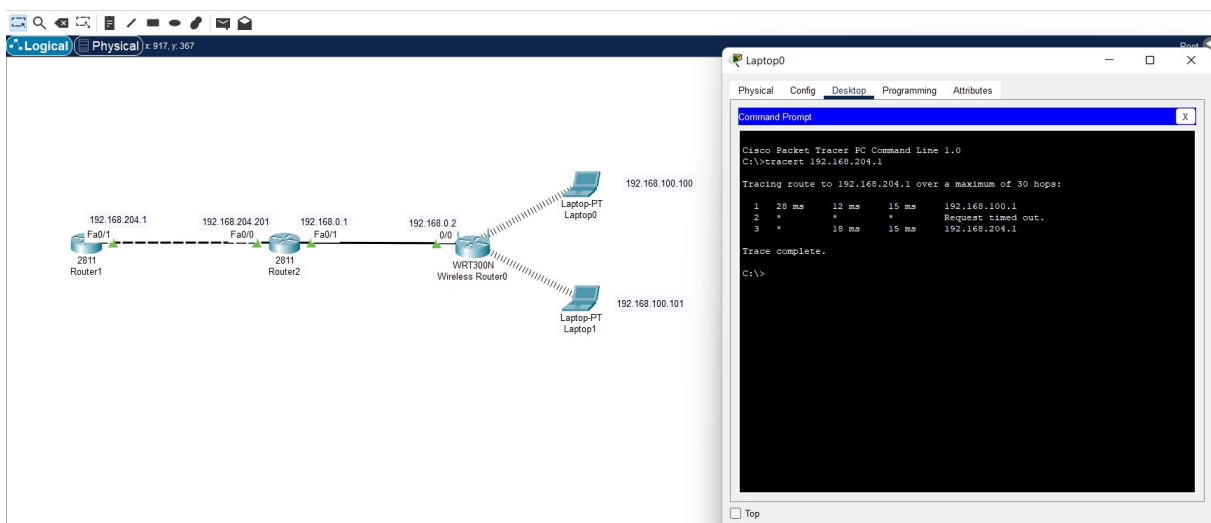 Logical
Physical
x: 917, y: 367
Root
192.168.204.1
Fa0/1
2811
Router1
192.168.204.201
Fa0/0
192.168.0.1
Fa0/1
2811
Router2
192.168.0.2
0/0
WRT300N
Wireless Router0
192.168.100.100
Laptop-PT
Laptop0
192.168.100.101
Laptop-PT
Laptop1
Laptop0
Physical Config Desktop Programming Attributes
Command Prompt X
Cisco Packet Tracer PC Command Line 1.0
C:\>tracert 192.168.204.1
Tracing route to 192.168.204.1 over a maximum of 30 hops:
1 28 ms 12 ms 15 ms 192.168.100.1
2 * * * Request timed out.
3 * 18 ms 15 ms 192.168.204.1
Trace complete.
C:\>
Top